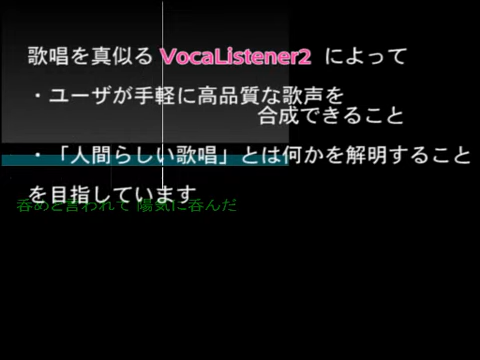 歌唱を真似る VocaListener2 によって
・ユーザが手軽に高品質な歌声を
合成できること
・「人間らしい歌唱」とは何かを解明すること
を目指しています
呑めと言われて 陽気に呑んだ